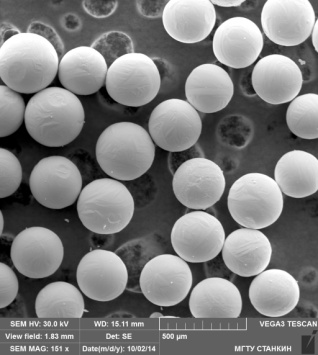 SEM HV: 30.0 kV WD: 15.11 mm VEGA3 TESCAN
View field: 1.83 mm Det: SE 500 µm
SEM MAG: 151 x Date(m/d/y): 10/02/14 МГТУ СТАНКИН